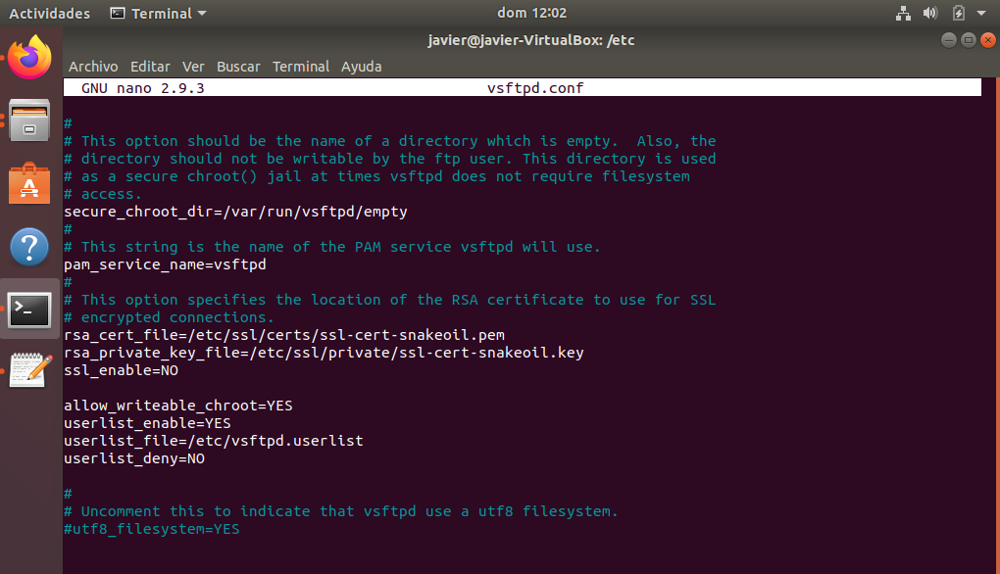 Actividades Terminal dom 12:02
javier@javier-VirtualBox: /etc
Archivo Editar Ver Buscar Terminal Ayuda
GNU nano 2.9.3 vsftpd.conf
#
# This option should be the name of a directory which is empty.  Also, the
# directory should not be writable by the ftp user. This directory is used
# as a secure chroot() jail at times vsftpd does not require filesystem
# access.
secure_chroot_dir=/var/run/vsftpd/empty
#
# This string is the name of the PAM service vsftpd will use.
pam_service_name=vsftpd
#
# This option specifies the location of the RSA certificate to use for SSL
# encrypted connections.
rsa_cert_file=/etc/ssl/certs/ssl-cert-snakeoil.pem
rsa_private_key_file=/etc/ssl/private/ssl-cert-snakeoil.key
ssl_enable=NO
allow_writeable_chroot=YES
userlist_enable=YES
userlist_file=/etc/vsftpd.userlist
userlist_deny=NO
#
# Uncomment this to indicate that vsftpd use a utf8 filesystem.
#utf8_filesystem=YES